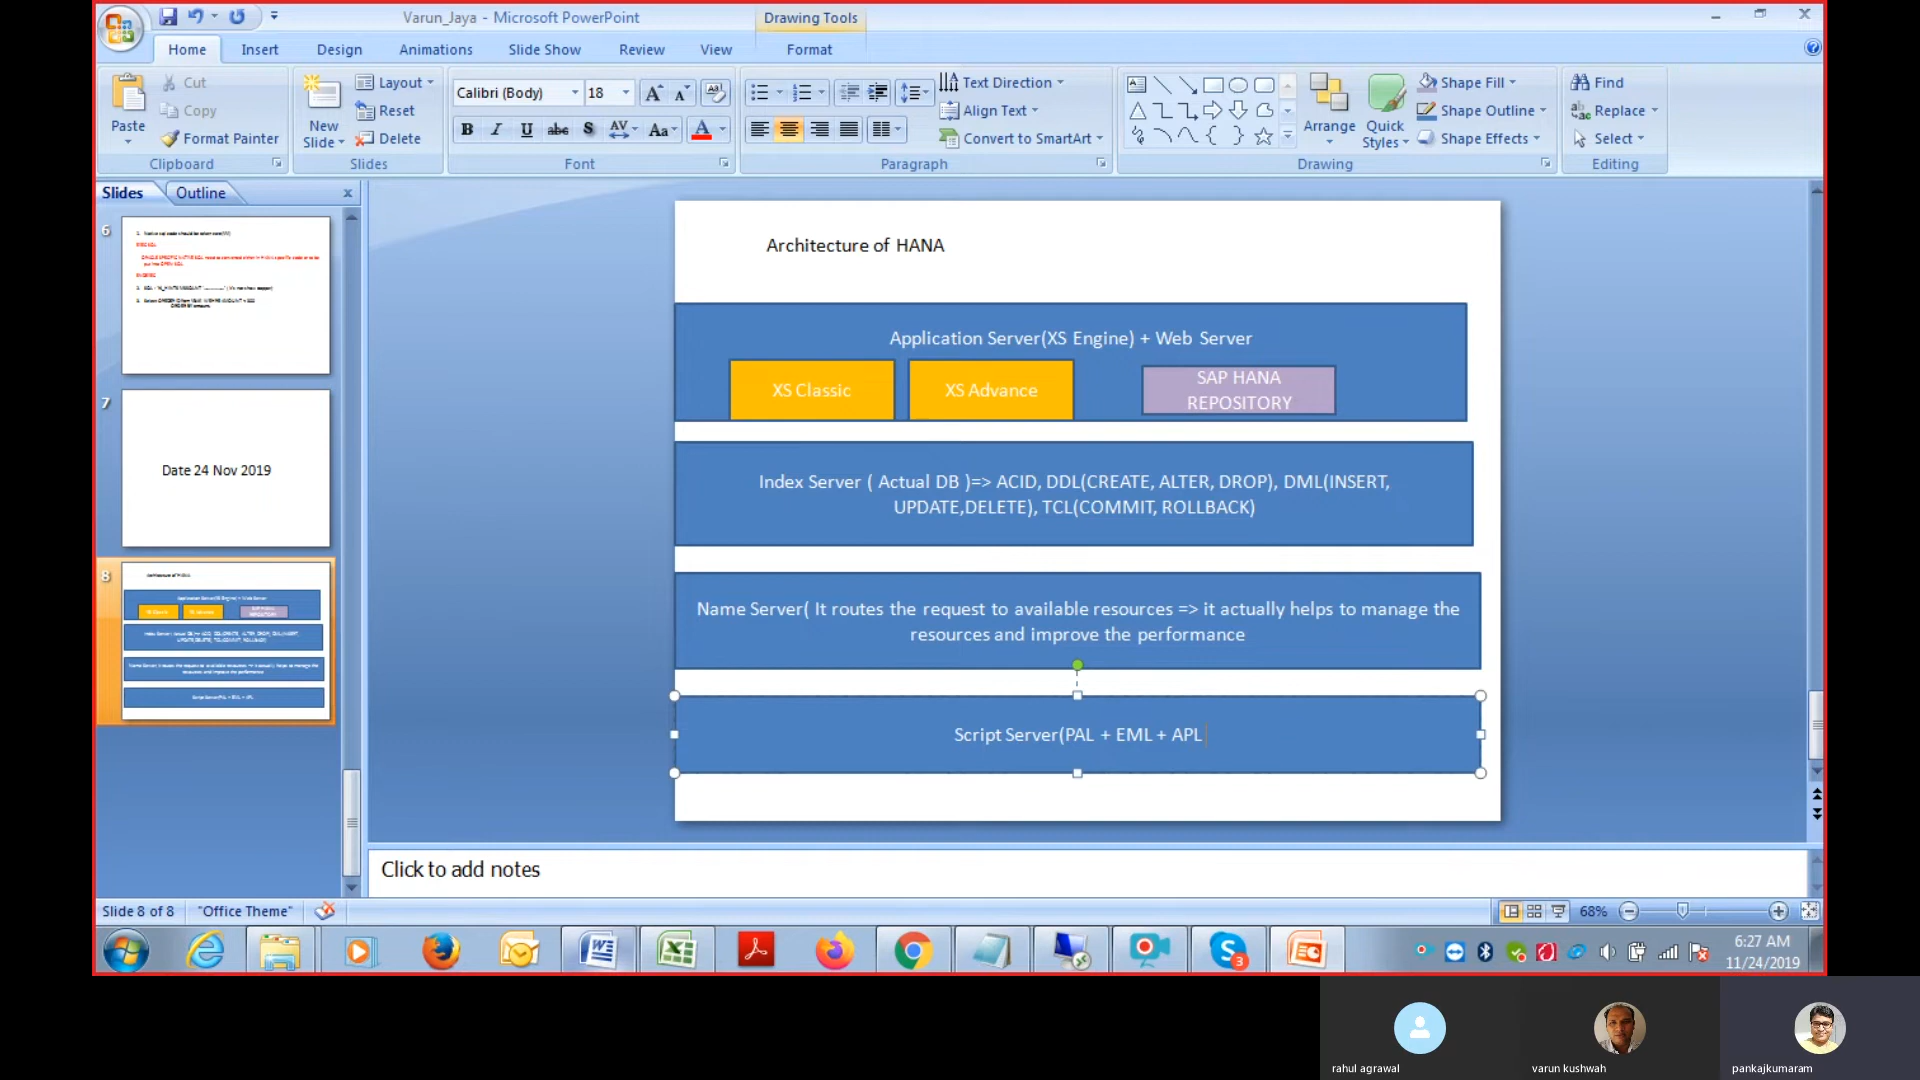 Varun_Jaya - Microsoft PowerPoint
Drawing Tools
Home Insert Design Animations Slide Show Review View Format
Paste
Cut
Copy
Format Painter
Clipboard
New Slide
Layout
Reset
Delete
Slides
Calibri (Body) 18
B I U abc S AV Aa A
Font
Text Direction
Align Text
Convert to SmartArt
Paragraph
Arrange
Quick Styles
Shape Fill
Shape Outline
Shape Effects
Drawing
Find
Replace
Select
Editing
Slides Outline
6
7
Date 24 Nov 2019
8
Architecture of HANA
Application Server(XS Engine) + Web Server
XS Classic
XS Advance
SAP HANA
REPOSITORY
Index Server ( Actual DB )=> ACID, DDL(CREATE, ALTER, DROP), DML(INSERT,
UPDATE,DELETE), TCL(COMMIT, ROLLBACK)
Name Server( It routes the request to available resources => it actually helps to manage the
resources and improve the performance
Script Server(PAL + EML + APL
Click to add notes
Slide 8 of 8 "Office Theme" 68%
3
6:27 AM
11/24/2019
rahul agrawal
varun kushwah
pankajkumaram